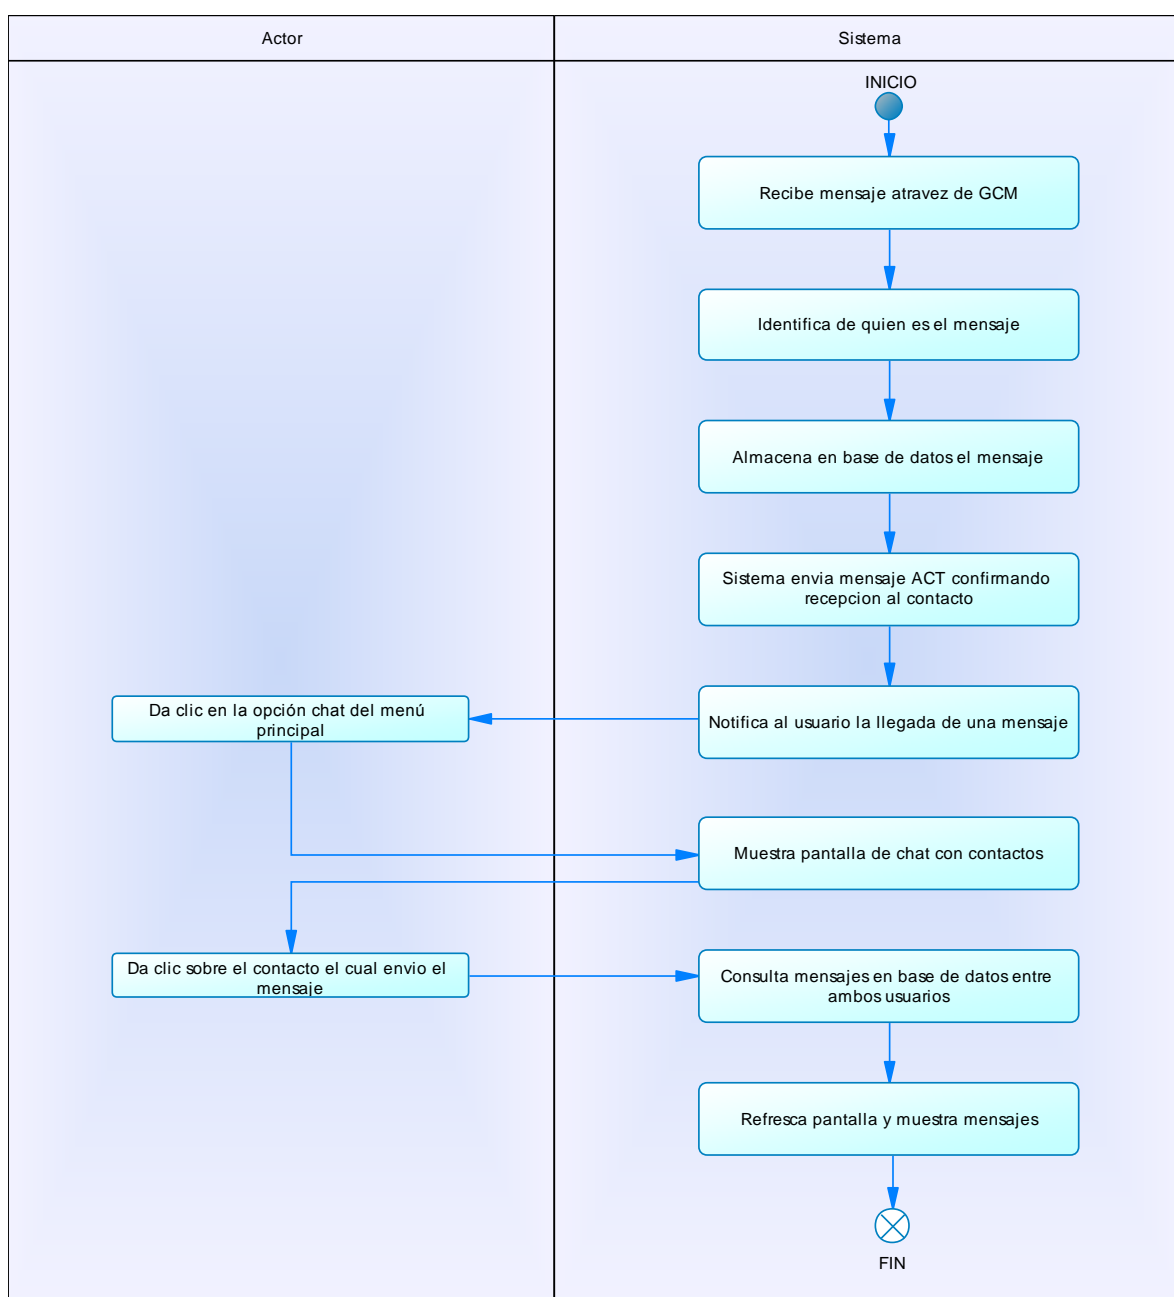 Actor
Sistema
INICIO
Recibe mensaje atravez de GCM
Identifica de quien es el mensaje
Almacena en base de datos el mensaje
Sistema envia mensaje ACT confirmando
recepcion al contacto
Notifica al usuario la llegada de una mensaje
Da clic en la opción chat del menú
principal
Muestra pantalla de chat con contactos
Da clic sobre el contacto el cual envio el
mensaje
Consulta mensajes en base de datos entre
ambos usuarios
Refresca pantalla y muestra mensajes
FIN